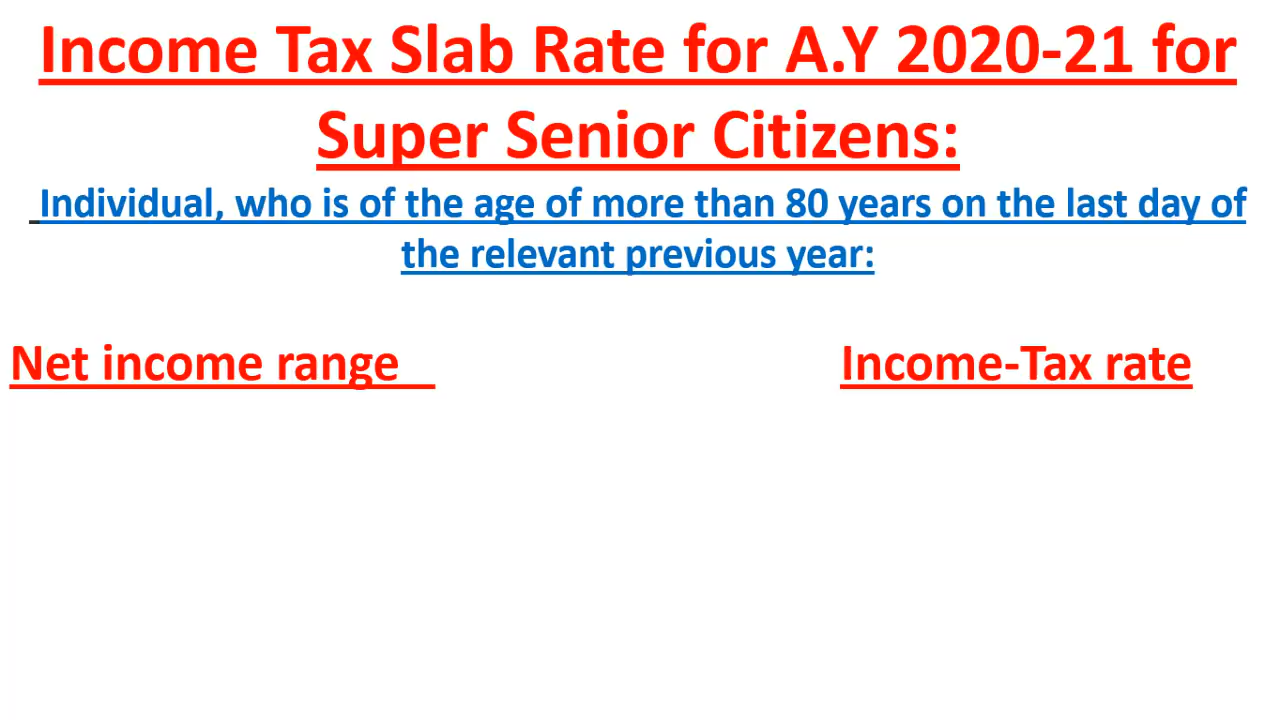 Income Tax Slab Rate for A.Y 2020-21 for
Super Senior Citizens:
Individual, who is of the age of more than 80 years on the last day of
the relevant previous year:
Net income range Income-Tax rate